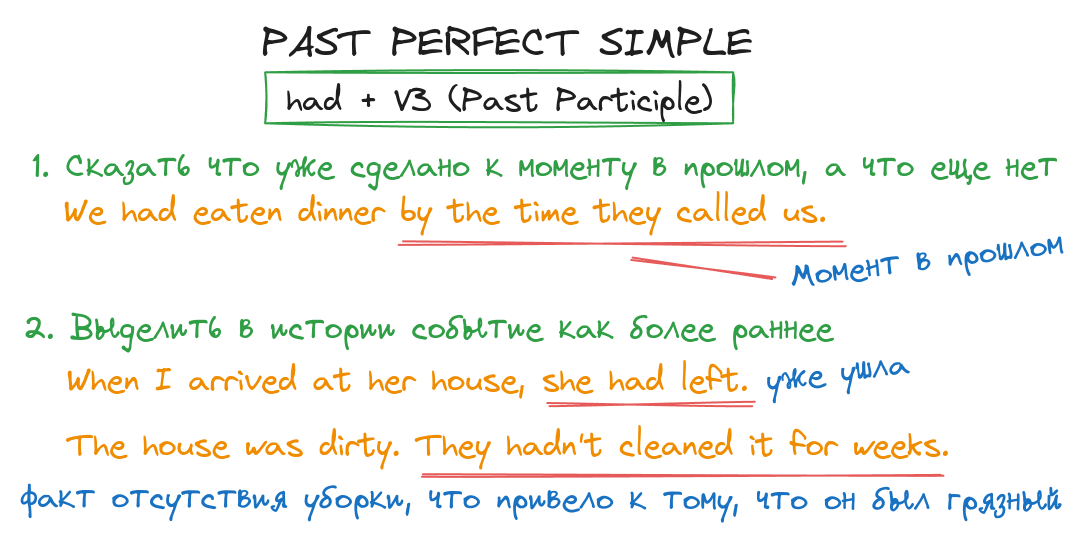 PAST PERFECT SIMPLE
had + V3 (Past Participle)
1. Сказать что уже сделано к моменту в прошлом, а что еще нет
We had eaten dinner by the time they called us.
момент в прошлом
2. Выделить в истории событие как более раннее
When I arrived at her house, she had left. уже ушла
The house was dirty. They hadn't cleaned it for weeks.
факт отсутствия уборки, что привело к тому, что он был грязный